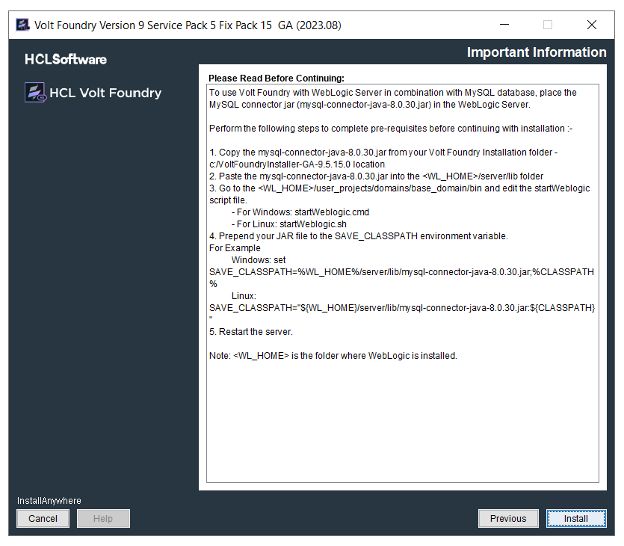 Volt Foundry Version 9 Service Pack 5 Fix Pack 15  GA (2023.08)
HCLSoftware
Important Information
HCL Volt Foundry
Please Read Before Continuing:
To use Volt Foundry with WebLogic Server in combination with MySQL database, place the
MySQL connector jar (mysql-connector-java-8.0.30.jar) in the WebLogic Server.
Perform the following steps to complete pre-requisites before continuing with installation :-
1. Copy the mysql-connector-java-8.0.30.jar from your Volt Foundry Installation folder -
c:/VoltFoundryInstaller-GA-9.5.15.0 location
2. Paste the mysql-connector-java-8.0.30.jar into the <WL_HOME>/server/lib folder
3. Go to the <WL_HOME>/user_projects/domains/base_domain/bin and edit the startWeblogic
script file.
- For Windows: startWeblogic.cmd
- For Linux: startWeblogic.sh
4. Prepend your JAR file to the SAVE_CLASSPATH environment variable.
For Example
Windows: set
SAVE_CLASSPATH=%WL_HOME%/server/lib/mysql-connector-java-8.0.30.jar;%CLASSPATH
%
Linux:
SAVE_CLASSPATH="${WL_HOME}/server/lib/mysql-connector-java-8.0.30.jar:${CLASSPATH}
"
5. Restart the server.
Note: <WL_HOME> is the folder where WebLogic is installed.
InstallAnywhere
Cancel
Help
Previous
Install